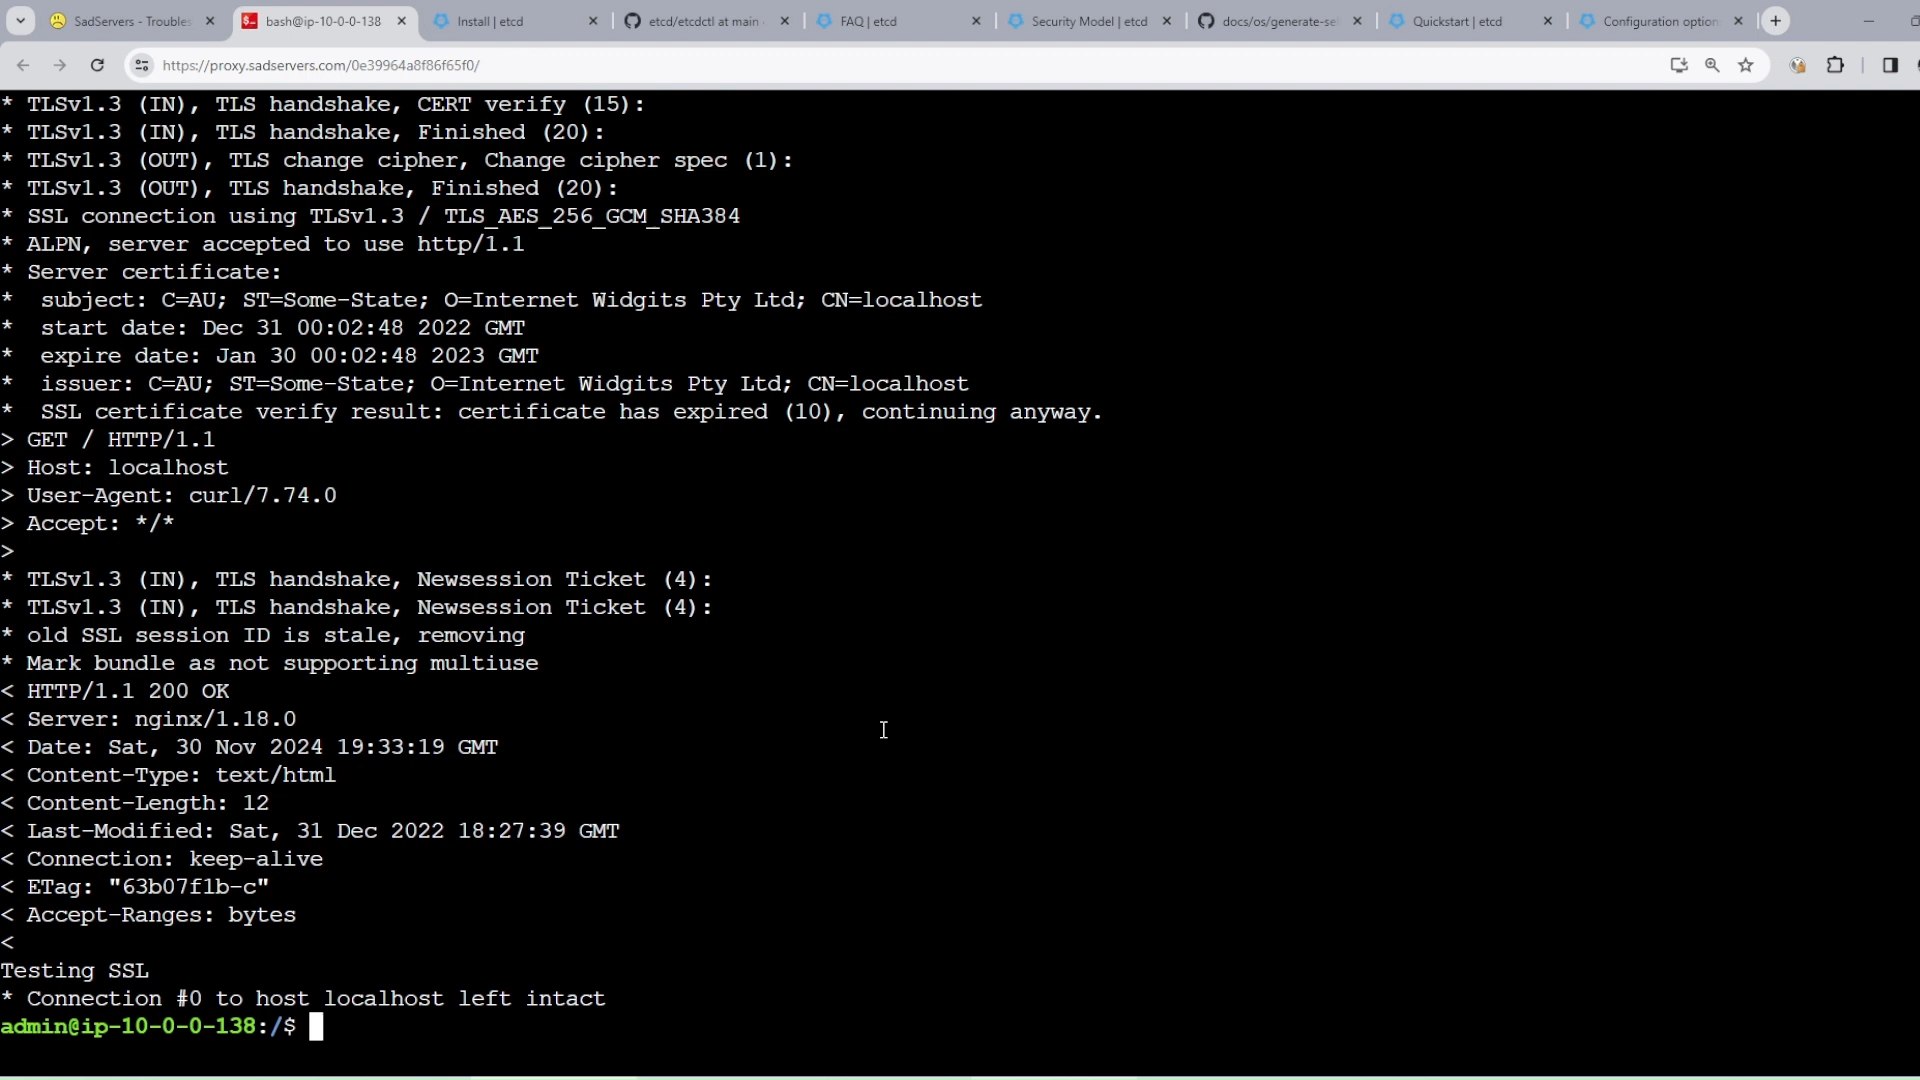 SadServers - Troubles
bash@ip-10-0-0-138
Install | etcd
etcd/etcdctl at main
FAQ | etcd
Security Model | etcd
docs/os/generate-sel
Quickstart | etcd
Configuration option
https://proxy.sadservers.com/0e39964a8f86f65f0/
* TLSv1.3 (IN), TLS handshake, CERT verify (15):
* TLSv1.3 (IN), TLS handshake, Finished (20):
* TLSv1.3 (OUT), TLS change cipher, Change cipher spec (1):
* TLSv1.3 (OUT), TLS handshake, Finished (20):
* SSL connection using TLSv1.3 / TLS_AES_256_GCM_SHA384
* ALPN, server accepted to use http/1.1
* Server certificate:
*  subject: C=AU; ST=Some-State; O=Internet Widgits Pty Ltd; CN=localhost
*  start date: Dec 31 00:02:48 2022 GMT
*  expire date: Jan 30 00:02:48 2023 GMT
*  issuer: C=AU; ST=Some-State; O=Internet Widgits Pty Ltd; CN=localhost
*  SSL certificate verify result: certificate has expired (10), continuing anyway.
> GET / HTTP/1.1
> Host: localhost
> User-Agent: curl/7.74.0
> Accept: */*
>
* TLSv1.3 (IN), TLS handshake, Newsession Ticket (4):
* TLSv1.3 (IN), TLS handshake, Newsession Ticket (4):
* old SSL session ID is stale, removing
* Mark bundle as not supporting multiuse
< HTTP/1.1 200 OK
< Server: nginx/1.18.0
< Date: Sat, 30 Nov 2024 19:33:19 GMT
< Content-Type: text/html
< Content-Length: 12
< Last-Modified: Sat, 31 Dec 2022 18:27:39 GMT
< Connection: keep-alive
< ETag: "63b07f1b-c"
< Accept-Ranges: bytes
<
Testing SSL
* Connection #0 to host localhost left intact
admin@ip-10-0-0-138:/$